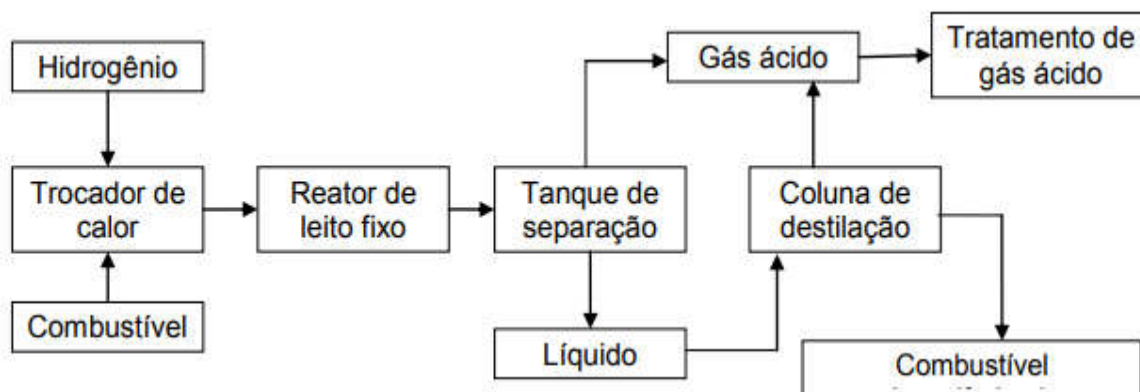 Hidrogênio
Gás ácido
Tratamento de
gás ácido
Trocador de
calor
Reator de
leito fixo
Tanque de
separação
Coluna de
destilação
Combustível
Líquido
Combustível